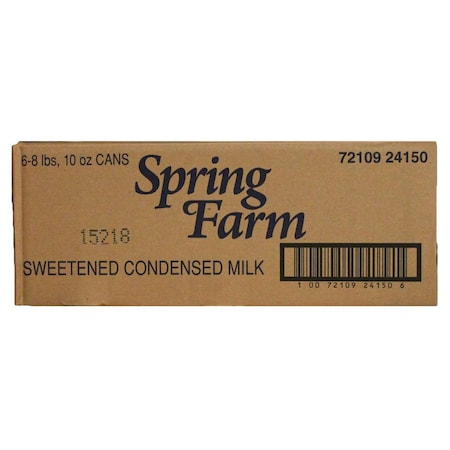 6-8 lbs, 10 oz CANS
72109 24150
Spring
Farm
15218
SWEETENED CONDENSED MILK
1 00 72109 24150 6